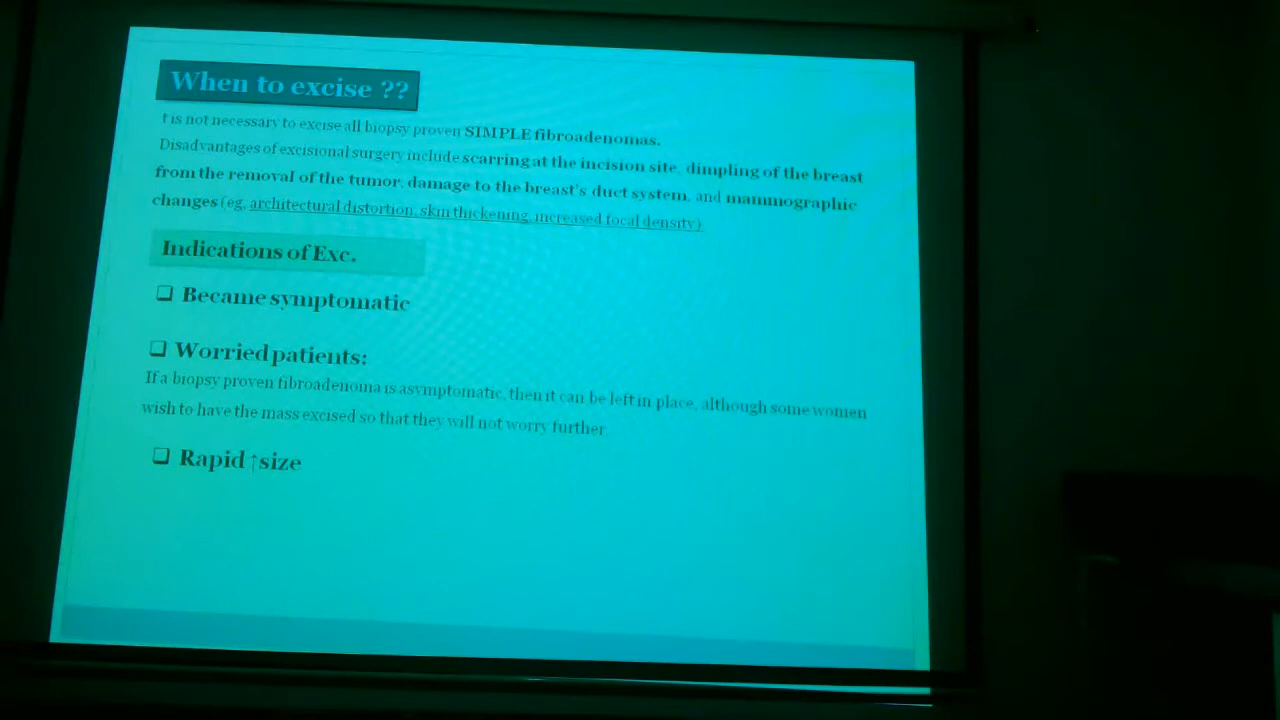 When to excise ??
t is not necessary to excise all biopsy proven SIMPLE fibroadenomas.
Disadvantages of excisional surgery include scarring at the incision site, dimpling of the breast
from the removal of the tumor, damage to the breast's duct system, and mammographic
changes (eg, architectural distortion, skin thickening, increased focal density).
Indications of Exc.
❑ Became symptomatic
❑ Worried patients:
If a biopsy proven fibroadenoma is asymptomatic, then it can be left in place, although some women
wish to have the mass excised so that they will not worry further.
❑ Rapid ↑size